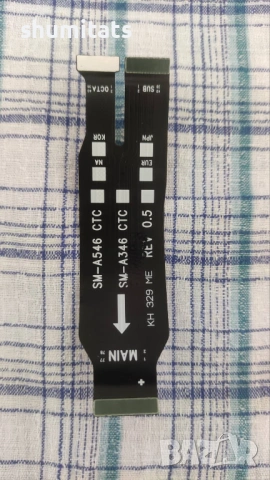 shumitats
OCTA
SUB
KOR
NA
JPN
EUR
SM-A546 CTC
SM-A346 CTC
REV 0.5
KH 329 ME
MAIN
+
BAZAR